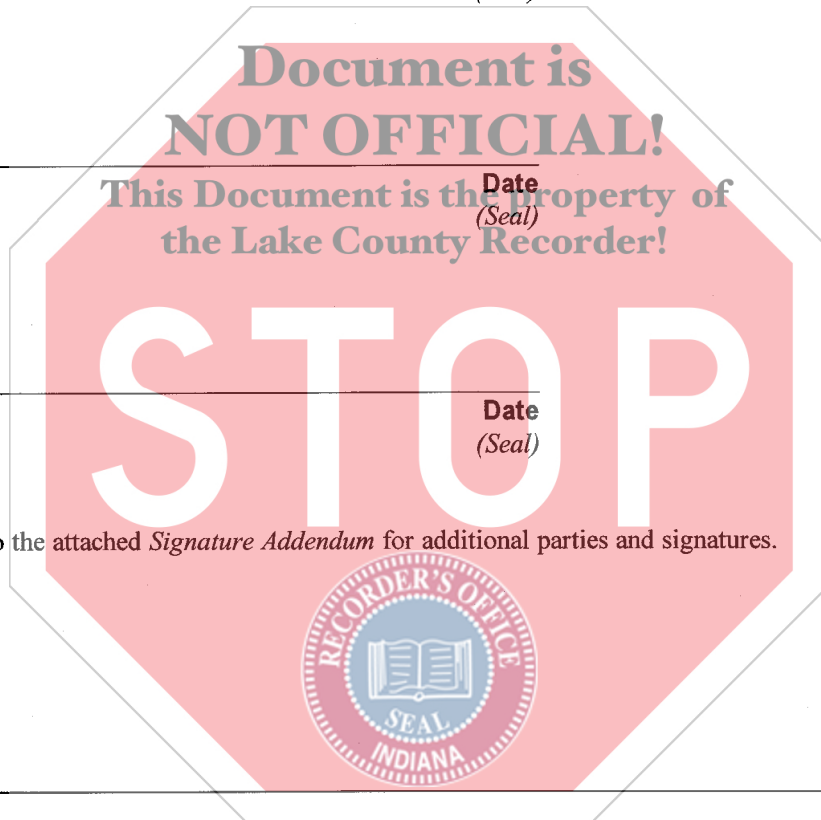 Document is
NOT OFFICIAL!
Date
This Document is the property of
(Seal)
the Lake County Recorder!
STOP
Date
(Seal)
the attached Signature Addendum for additional parties and signatures.
RECORDER'S OFFICE
SEAL
INDIANA